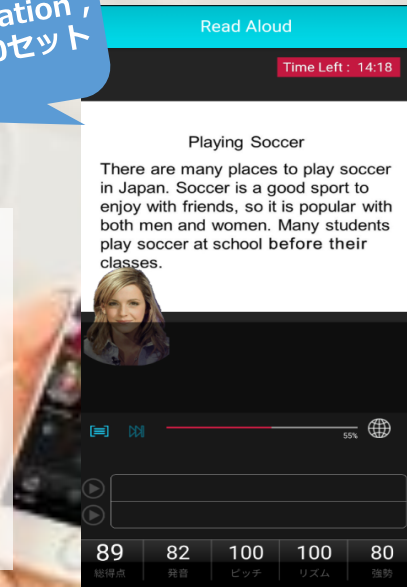 ation,
0セット
Read Aloud
Time Left : 14:18
Playing Soccer
There are many places to play soccer
in Japan. Soccer is a good sport to
enjoy with friends, so it is popular with
both men and women. Many students
play soccer at school before their
classes.
55%
89 82 100 100 80
総得点 発音 ピッチ リズム 強勢